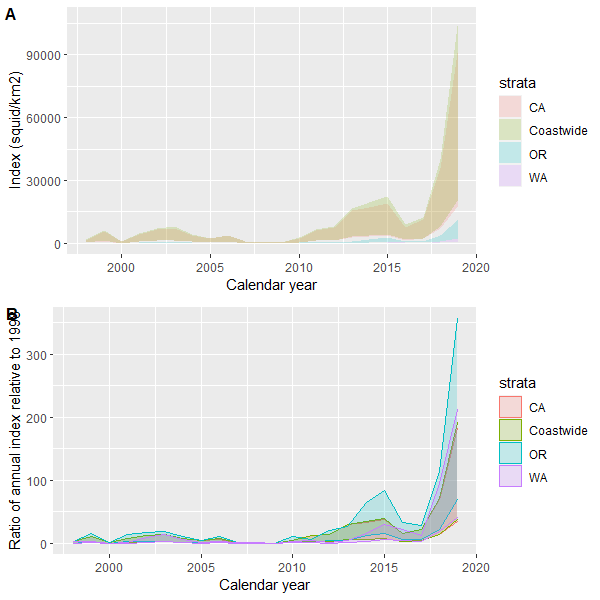 A
Index (squid/km2)
90000
60000
30000
0
2000 2005 2010 2015 2020
Calendar year
strata
CA
Coastwide
OR
WA
B
Ratio of annual index relative to 1998
300
200
100
0
2000 2005 2010 2015 2020
Calendar year
strata
CA
Coastwide
OR
WA